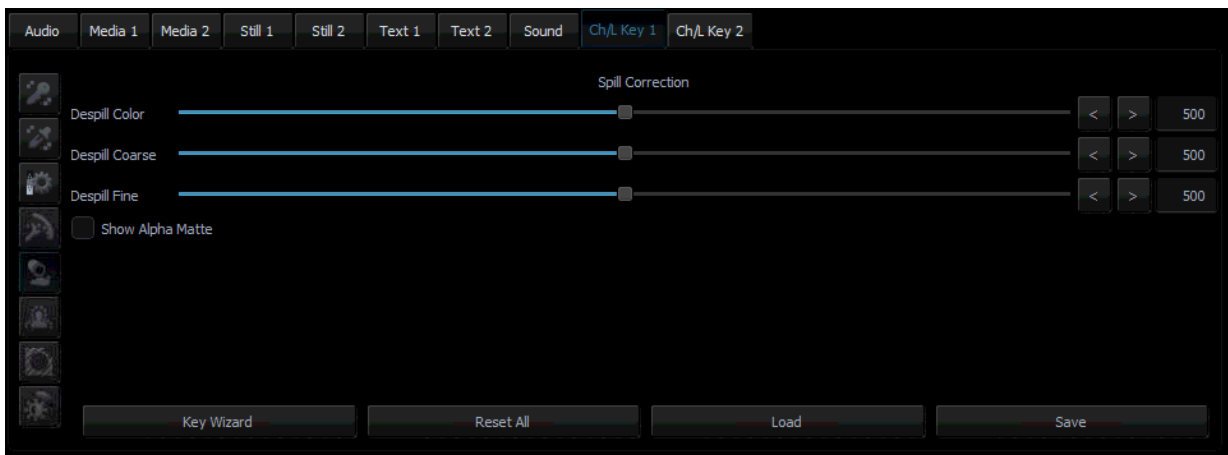 Audio Media 1 Media 2 Still 1 Still 2 Text 1 Text 2 Sound Ch/L Key 1 Ch/L Key 2
Spill Correction
Despill Color < > 500
Despill Coarse < > 500
Despill Fine < > 500
Show Alpha Matte
Key Wizard Reset All Load Save